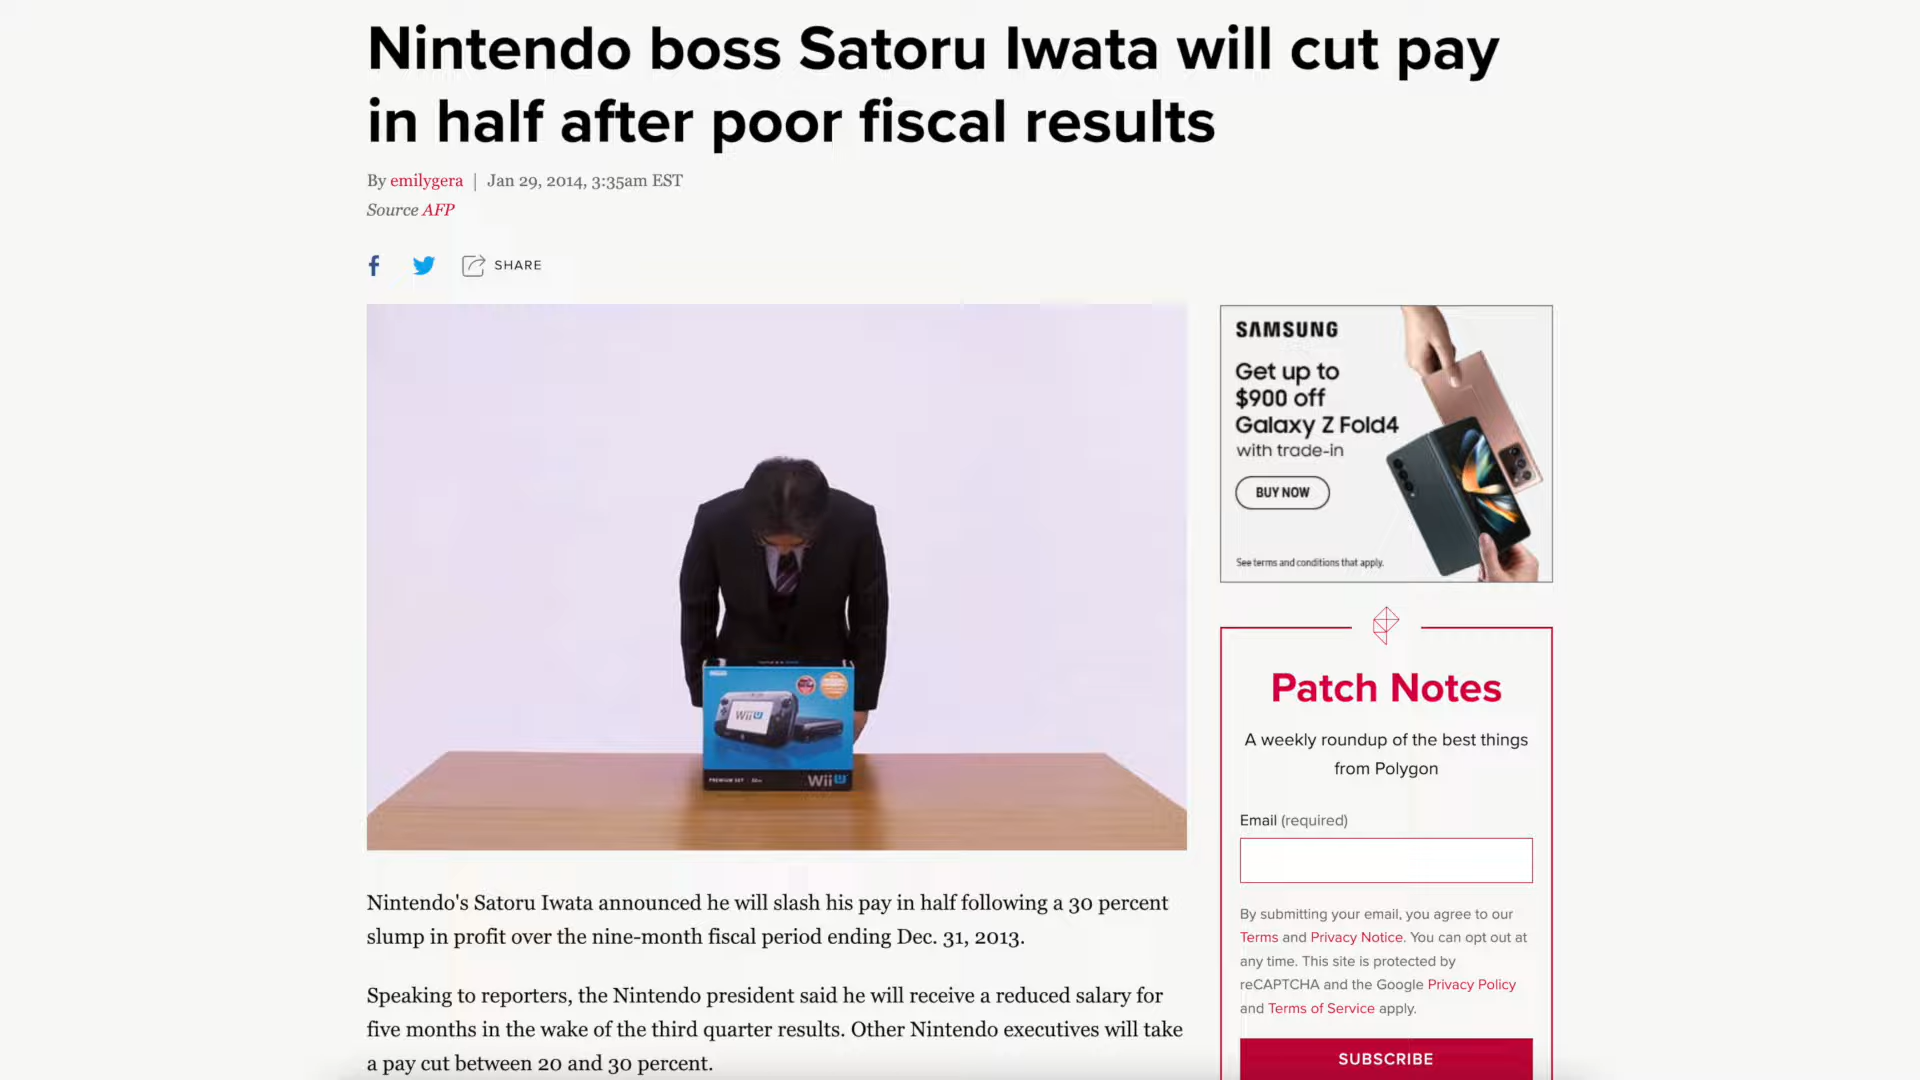 Nintendo boss Satoru Iwata will cut pay
in half after poor fiscal results
By emilygera | Jan 29, 2014, 3:35am EST
Source AFP
SHARE
WiiU
PREMIUM SET
WiiU
Nintendo's Satoru Iwata announced he will slash his pay in half following a 30 percent
slump in profit over the nine-month fiscal period ending Dec. 31, 2013.
Speaking to reporters, the Nintendo president said he will receive a reduced salary for
five months in the wake of the third quarter results. Other Nintendo executives will take
a pay cut between 20 and 30 percent.
SAMSUNG
Get up to
$900 off
Galaxy Z Fold4
with trade-in
BUY NOW
See terms and conditions that apply.
Patch Notes
A weekly roundup of the best things
from Polygon
Email (required)
By submitting your email, you agree to our
Terms and Privacy Notice. You can opt out at
any time. This site is protected by
reCAPTCHA and the Google Privacy Policy
and Terms of Service apply.
SUBSCRIBE